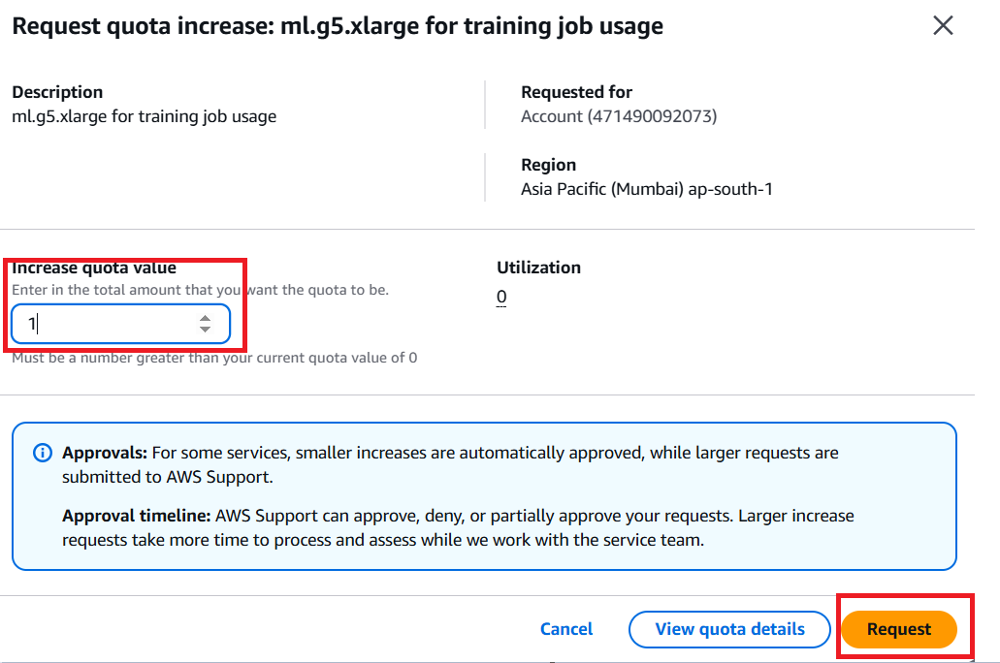 Request quota increase: ml.g5.xlarge for training job usage
Description
ml.g5.xlarge for training job usage
Requested for
Account (471490092073)
Region
Asia Pacific (Mumbai) ap-south-1
Increase quota value
Enter in the total amount that you want the quota to be.
1
Must be a number greater than your current quota value of 0
Utilization
0
Approvals: For some services, smaller increases are automatically approved, while larger requests are
submitted to AWS Support.
Approval timeline: AWS Support can approve, deny, or partially approve your requests. Larger increase
requests take more time to process and assess while we work with the service team.
Cancel
View quota details
Request